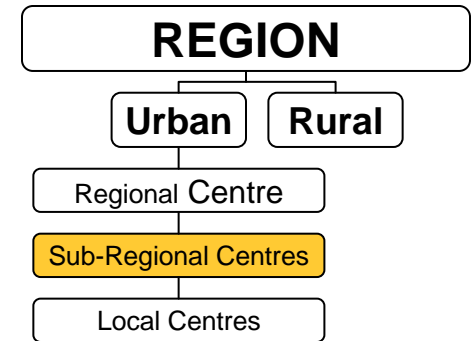 REGION
Urban Rural
Regional Centre
Sub-Regional Centres
Local Centres